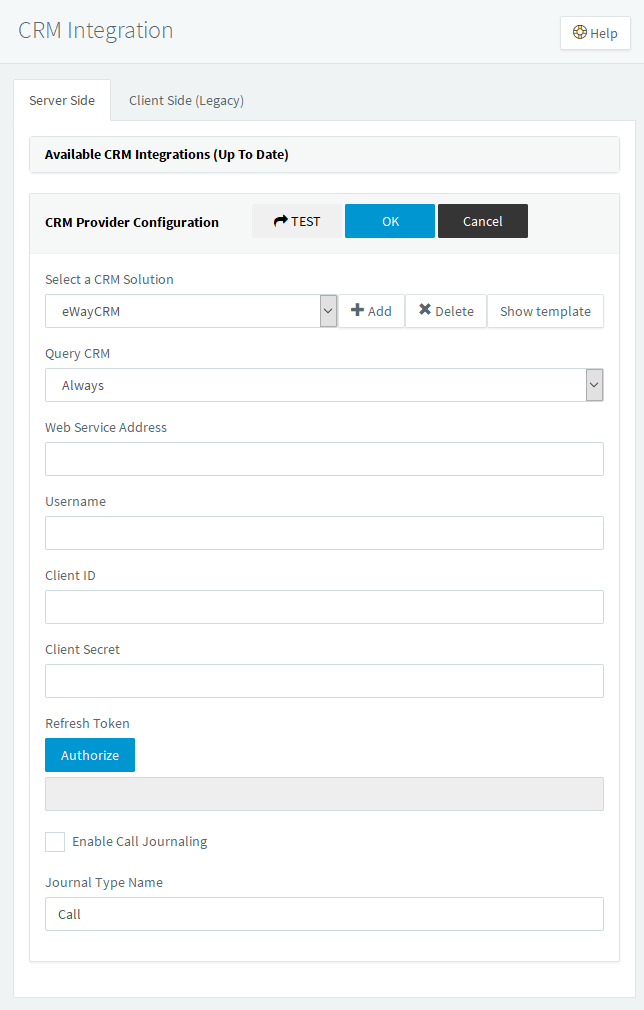 CRM Integration
Help
Server Side
Client Side (Legacy)
Available CRM Integrations (Up To Date)
CRM Provider Configuration
TEST
OK
Cancel
Select a CRM Solution
eWayCRM
Add
Delete
Show template
Query CRM
Always
Web Service Address
Username
Client ID
Client Secret
Refresh Token
Authorize
Enable Call Journaling
Journal Type Name
Call